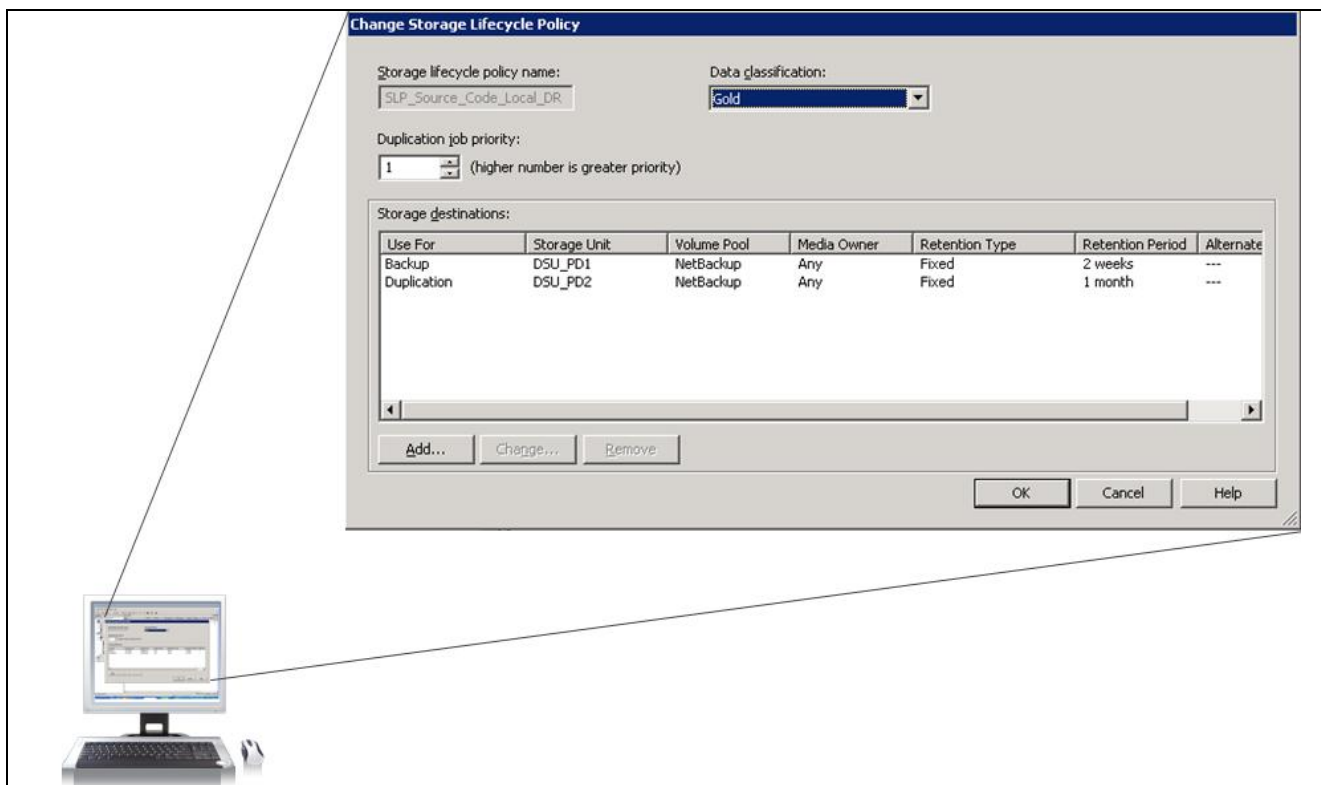 Change Storage Lifecycle Policy
Storage lifecycle policy name:
Data classification:
SLP_Source_Code_Local_DR
Gold
Duplication job priority:
1 (higher number is greater priority)
Storage destinations:
Use For Storage Unit Volume Pool Media Owner Retention Type Retention Period Alternate
Backup DSU_PD1 NetBackup Any Fixed 2 weeks ---
Duplication DSU_PD2 NetBackup Any Fixed 1 month ---
Add... Change... Remove
OK Cancel Help